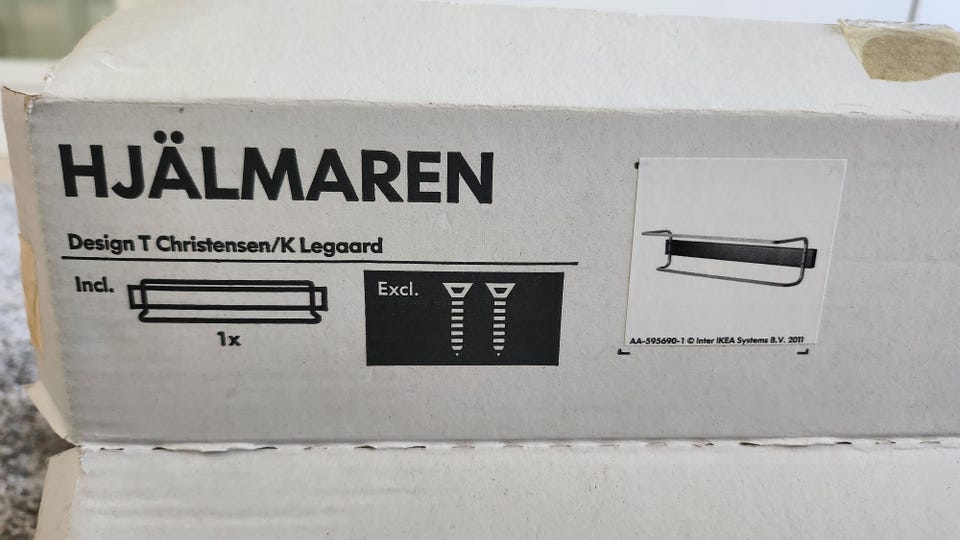 HJÄLMAREN
Design T Christensen/K Legaard
Incl.
1x
Excl.
AA-595690-1 © Inter IKEA Systems B.V. 2011